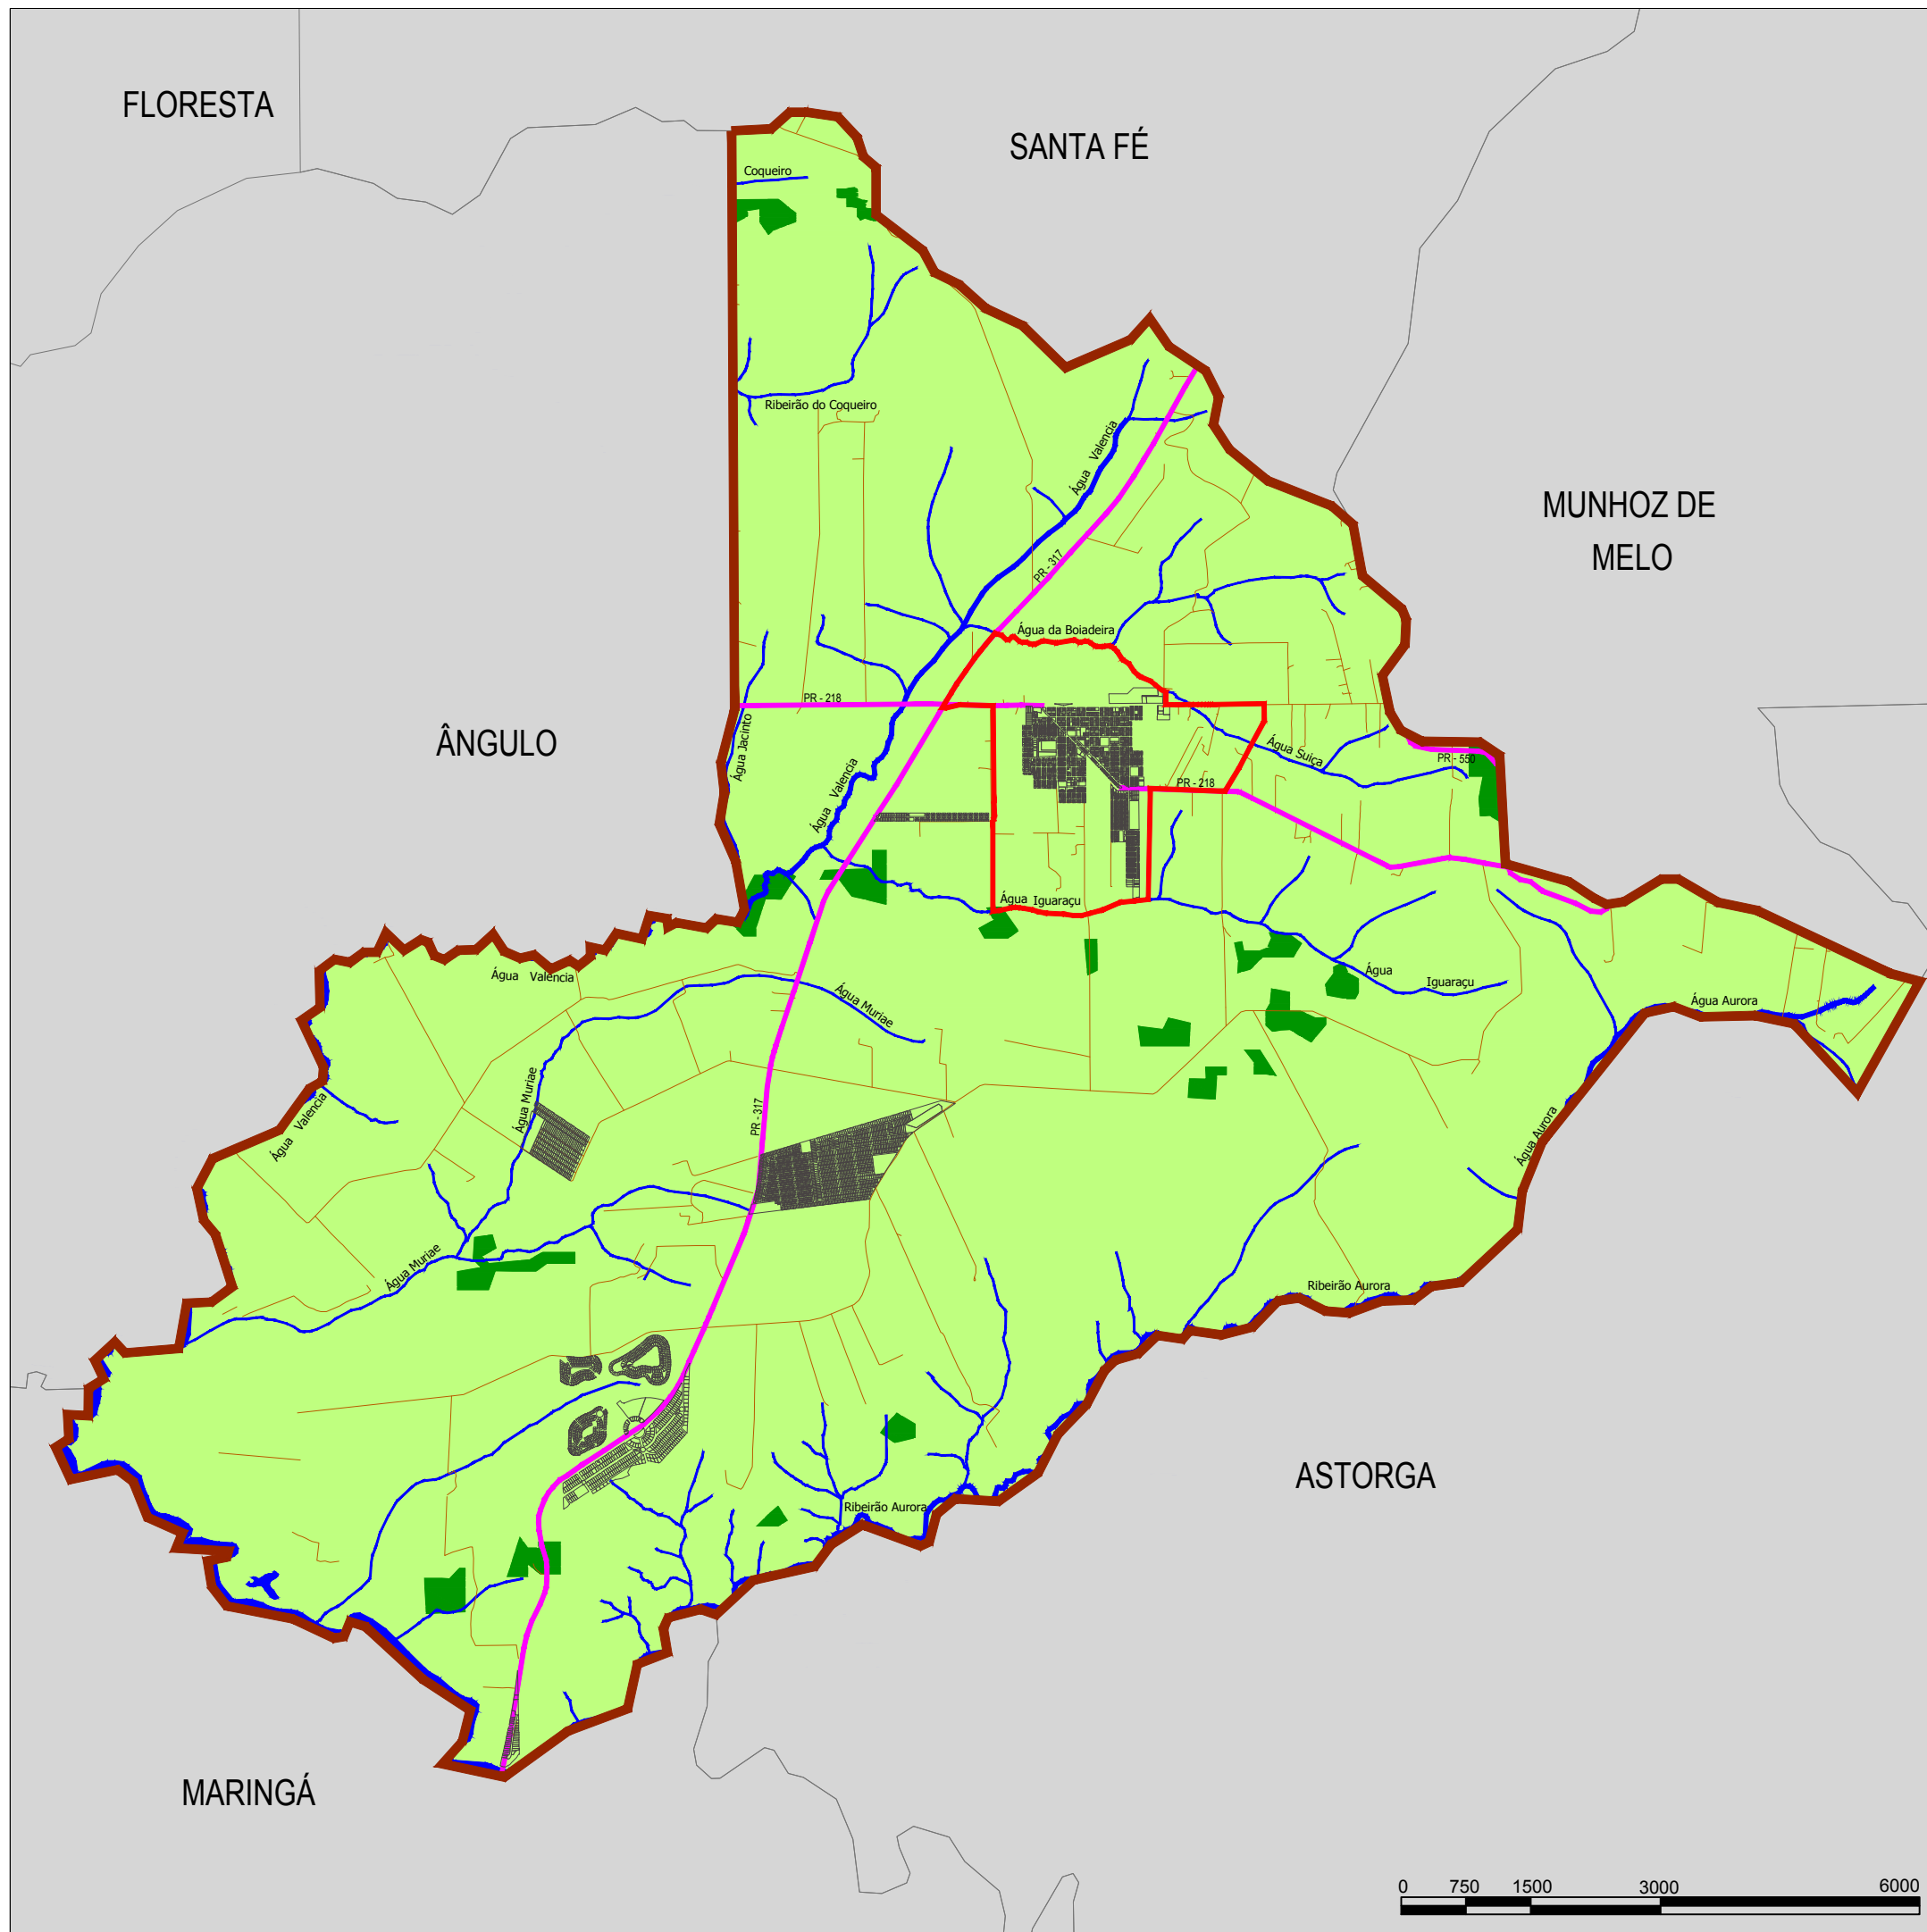 FLORESTA
SANTA FÉ
Coqueiro
Ribeirão do Coqueiro
Água Valencia
MUNHOZ DE
MELO
PR - 317
Água da Boiadeira
PR - 218
Água Jacinto
ÂNGULO
Água Suiça
PR - 550
PR - 218
Água Valencia
Água Iguaraçu
Água Valencia
Água Muriae
Água
Iguaraçu
Água Aurora
Água Muriae
Água Valencia
PR - 317
Água Aurora
Água Muriae
Ribeirão Aurora
ASTORGA
Ribeirão Aurora
MARINGÁ
0 750 1500 3000 6000